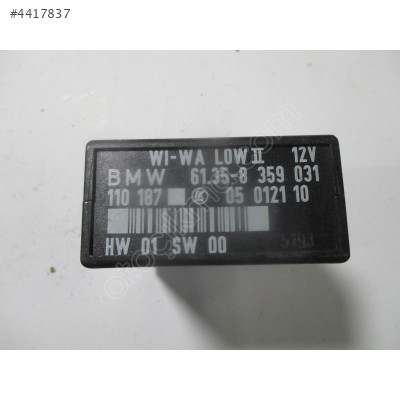 #4417837
WI-WA LOW II 12V
BMW 61.35-8 359 031
110 187 05 0121 10
HW 01 SW 00